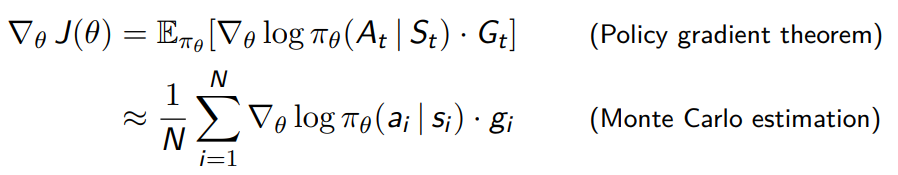 ∇θ J(θ) = 𝔼πθ[∇θ log πθ(At | St) · Gt] (Policy gradient theorem)
≈ 1/N ∑_{i=1}^{N} ∇θ log πθ(ai | si) · gi (Monte Carlo estimation)